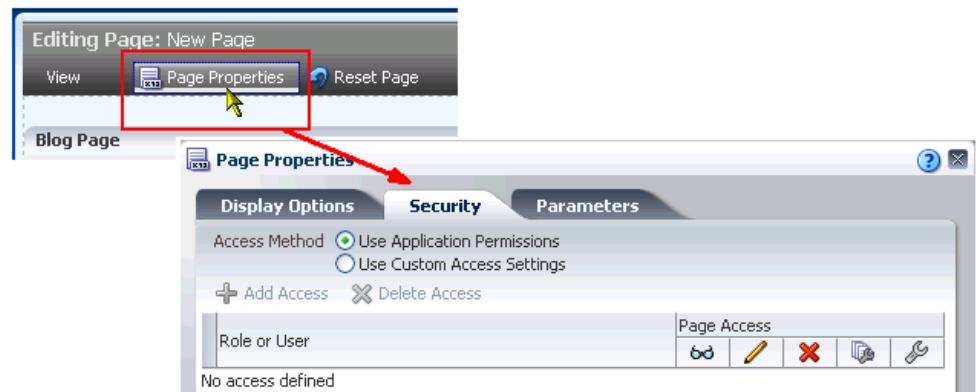 Editing Page: New Page
View Page Properties Reset Page
Blog Page
Page Properties
Display Options Security Parameters
Access Method Use Application Permissions
Use Custom Access Settings
Add Access Delete Access
Role or User
Page Access
No access defined